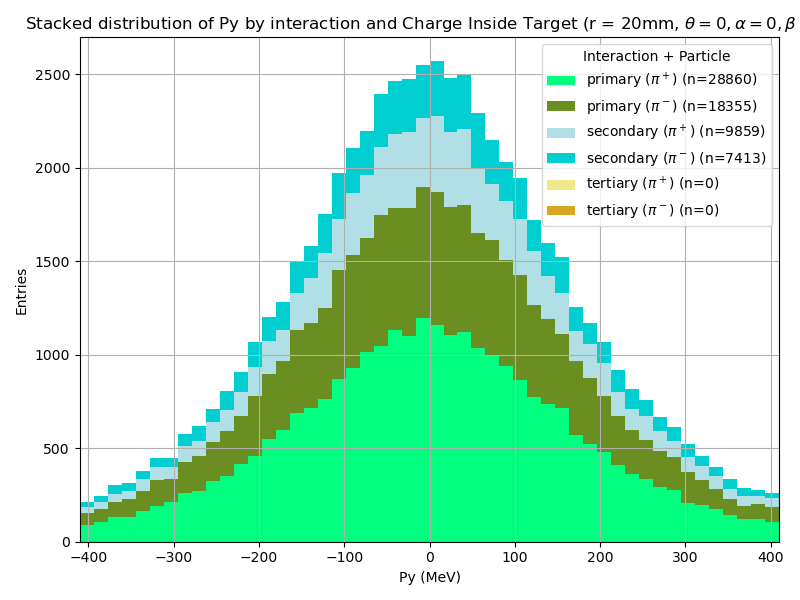 Stacked distribution of Py by interaction and Charge Inside Target (r = 20mm, θ = 0, α = 0, β
Interaction + Particle
primary (π⁺) (n=28860)
primary (π⁻) (n=18355)
secondary (π⁺) (n=9859)
secondary (π⁻) (n=7413)
tertiary (π⁺) (n=0)
tertiary (π⁻) (n=0)
Entries
2500
2000
1500
1000
500
0
−400 −300 −200 −100 0 100 200 300 400
Py (MeV)